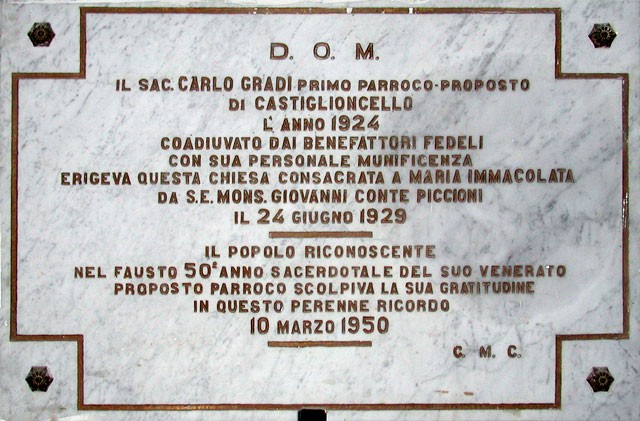 D. O. M.
IL SAC. CARLO GRADI PRIMO PARROCO-PROPOSTO
DI CASTIGLIONCELLO
L'ANNO 1924
COADIUVATO DAI BENEFATTORI FEDELI
CON SUA PERSONALE MUNIFICENZA
ERIGEVA QUESTA CHIESA CONSACRATA A MARIA IMMACOLATA
DA S.E. MONS. GIOVANNI CONTE PICCIONI
IL 24 GIUGNO 1929
IL POPOLO RICONOSCENTE
NEL FAUSTO 50° ANNO SACERDOTALE DEL SUO VENERATO
PROPOSTO PARROCO SCOLPIVA LA SUA GRATITUDINE
IN QUESTO PERENNE RICORDO
10 MARZO 1950
G. M. C.